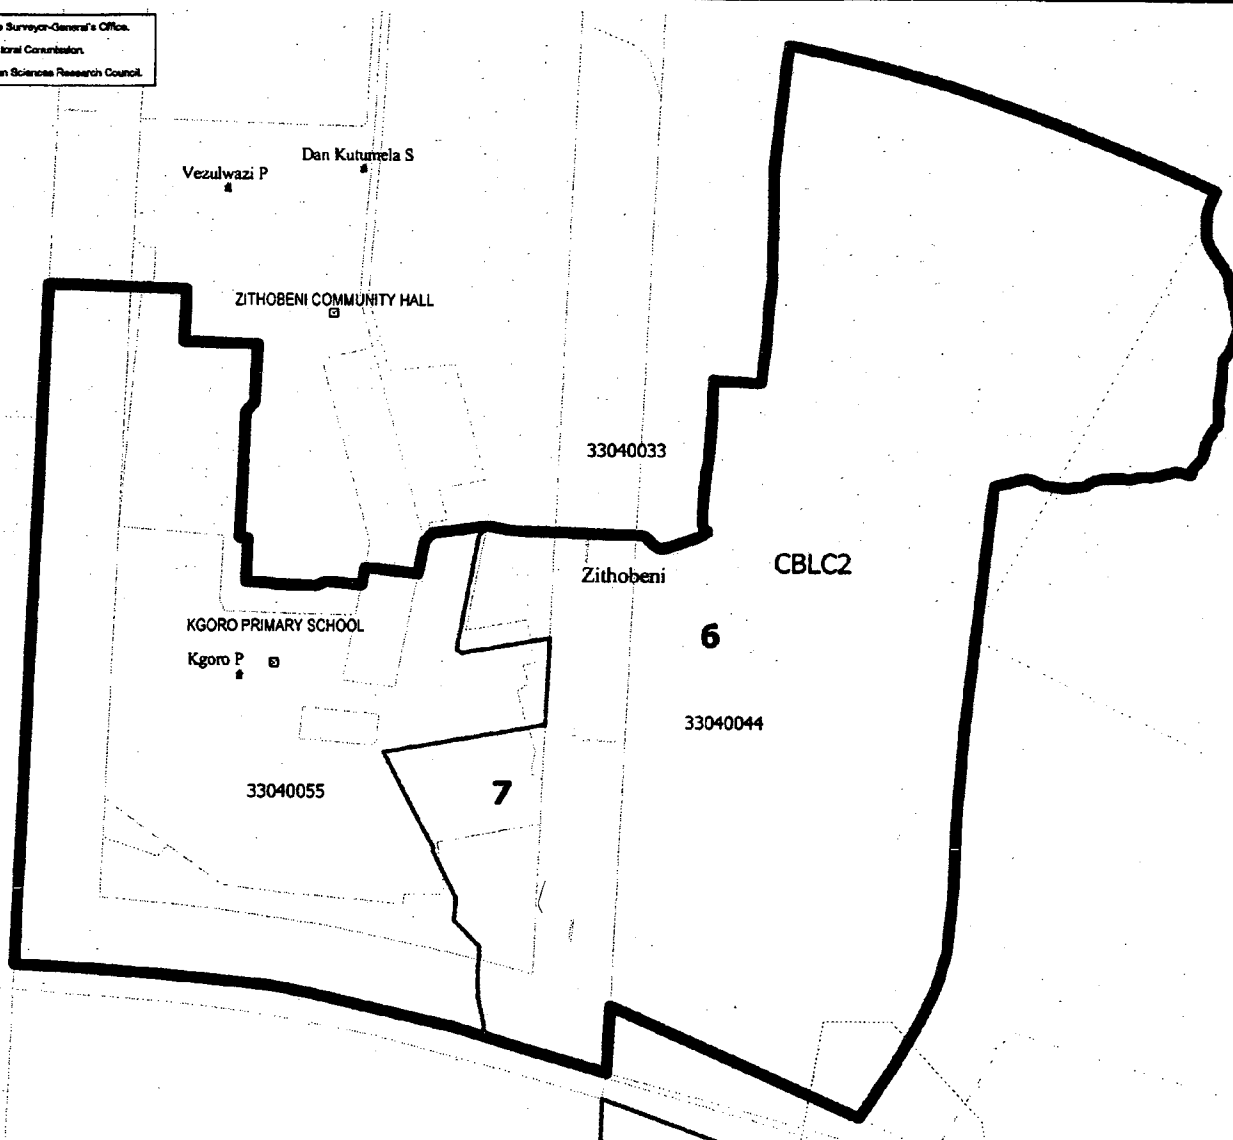 Surveyor-General's Office.
Sciences Research Council.
Dan Kutumela S
Vezulwazi P
ZITHOBENI COMMUNITY HALL
33040033
CBLC2
Zithobeni
KGORO PRIMARY SCHOOL
6
Kgoro P
33040044
33040055
7